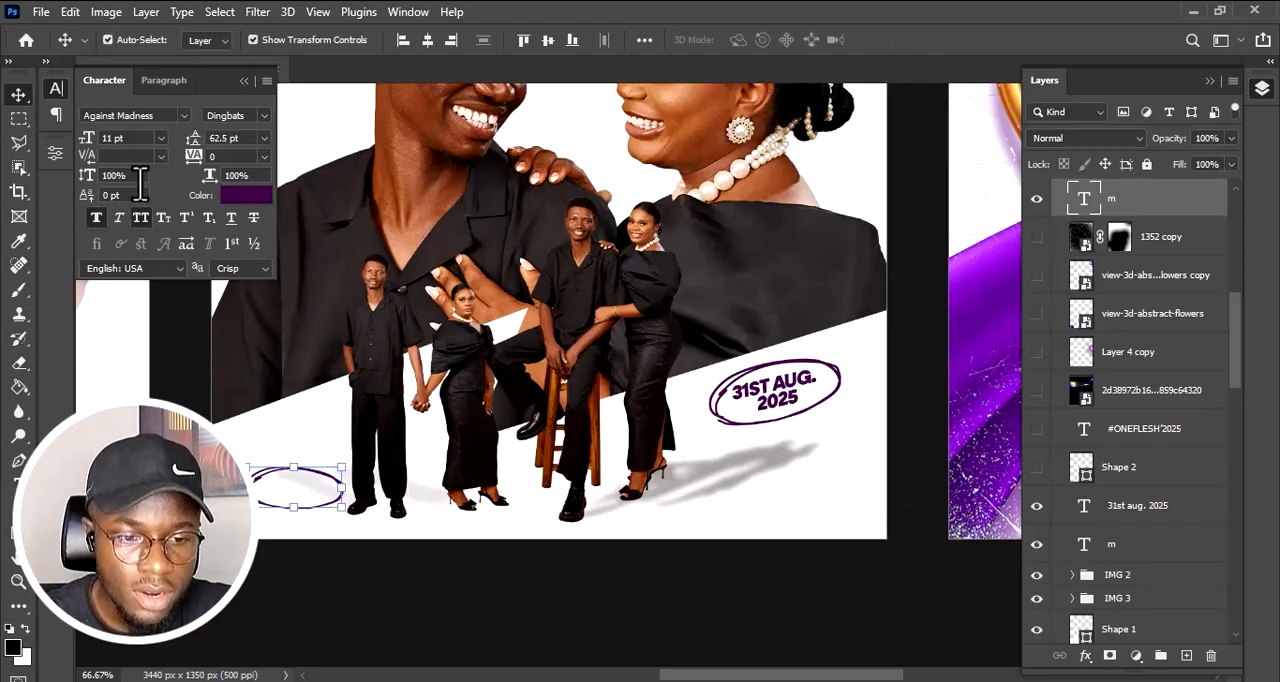 Ps File Edit Image Layer Type Select Filter 3D View Plugins Window Help
Auto-Select: Layer Show Transform Controls 3D Mode:
Character Paragraph
Against Madness Dingbats
11 pt 62.5 pt
0
100% 100%
0 pt Color:
English: USA Crisp
31ST AUG.
2025
Layers
Kind
Normal Opacity: 100%
Lock: Fill: 100%
m
1352 copy
view-3d-abs...lowers copy
view-3d-abstract-flowers
Layer 4 copy
2d38972b16...859c64320
#ONEFLESH'2025
Shape 2
31st aug. 2025
m
IMG 2
IMG 3
Shape 1
66.67% 3440 px x 1350 px (500 ppi)